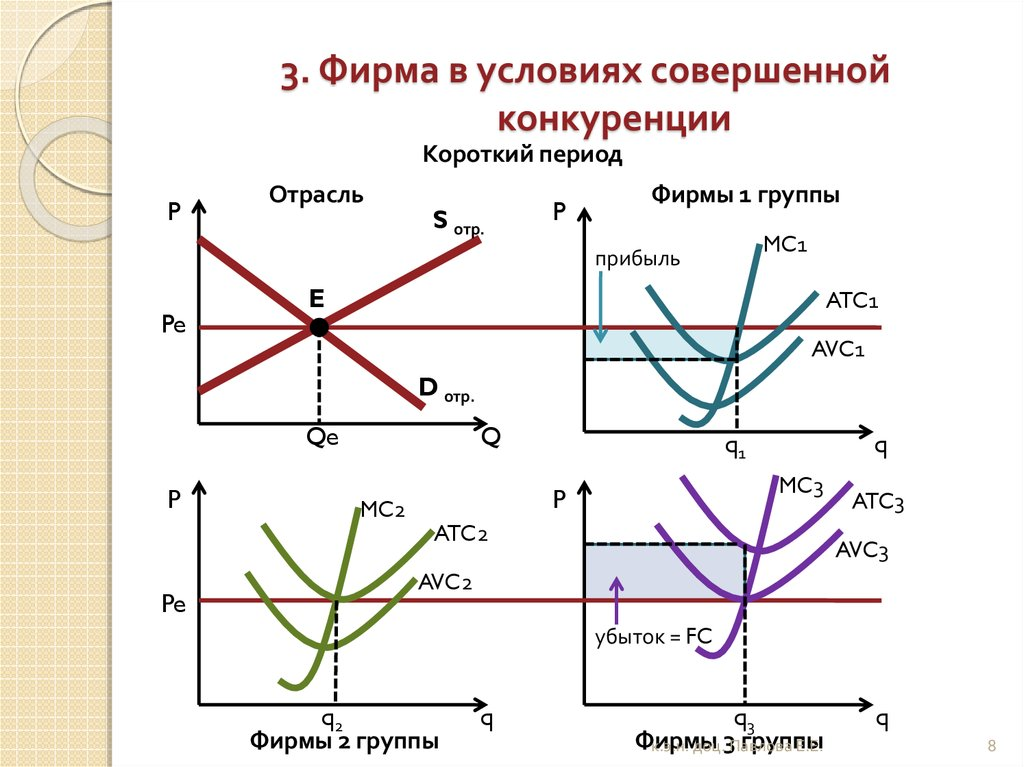 3. Фирма в условиях совершенной
конкуренции
Короткий период
Отрасль
Фирмы 1 группы
P
S отр.
P
MC1
прибыль
E
ATC1
Pe
AVC1
D отр.
Qe
Q
q1
q
P
MC2
ATC2
AVC2
Pe
q2
q
Фирмы 2 группы
P
MC3
ATC3
AVC3
убыток = FC
q3
q
Фирмы 3 группы
к.э.н. доц.
8